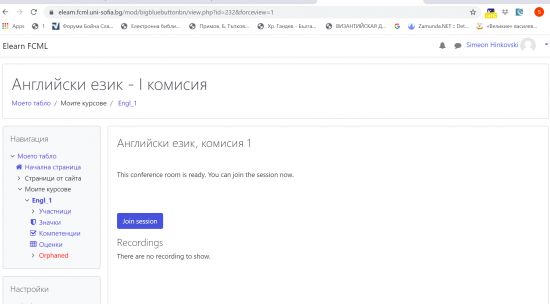 elearn.fcml.uni-sofia.bg/mod/bigbluebuttonbn/view.php?id=232&forceview=1
Apps 1 Форуми Бойна Сла... Електронна библи... Примов, Б, Тълков... Хр. Гангев - Бълга... ВИЗАНТИЙСКАЯ Д... Zamunda.NET :: Det... «Великие» василев...
Elearn FCML Simeon Hinkovski
Английски език - I комисия
Моето табло / Моите курсове / Engl_1
Навигация
Моето табло
Начална страница
Страници от сайта
Моите курсове
Engl_1
Участници
Значки
Компетенции
Оценки
Orphaned
Настройки
Английски език, комисия 1
This conference room is ready. You can join the session now.
Join session
Recordings
There are no recording to show.